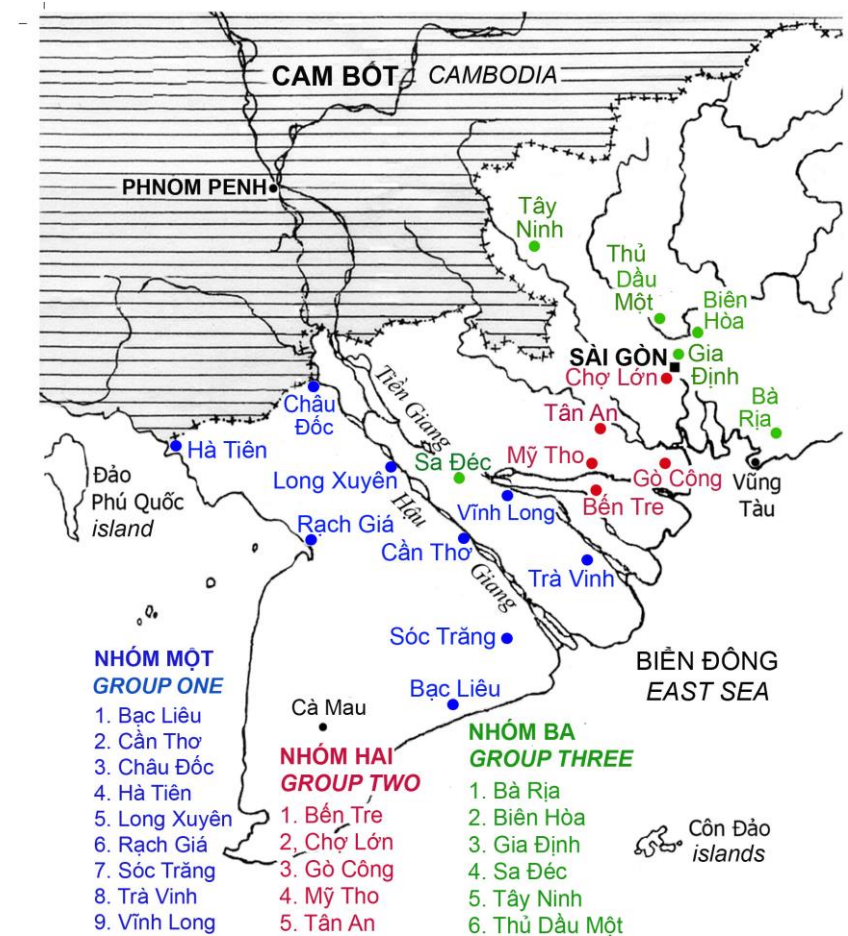 CAM BỐT CAMBODIA
PHNOM PENH
Tây
Ninh
Thủ
Dầu
Một
Biên
Hòa
SÀI GÒN
Gia
Định
Chợ Lớn
Bà
Rịa
Châu
Đốc
Tiền Giang
Tân An
Hà Tiên
Mỹ Tho
Sa Đéc
Gò Công
Vũng
Tàu
Long Xuyên
Đảo
Phú Quốc
island
Bến Tre
Vĩnh Long
Hậu
Giang
Rạch Giá
Cần Thơ
Trà Vinh
Sóc Trăng
BIỂN ĐÔNG
EAST SEA
Bạc Liêu
Cà Mau
NHÓM MỘT
GROUP ONE
1. Bạc Liêu
2. Cần Thơ
3. Châu Đốc
4. Hà Tiên
5. Long Xuyên
6. Rạch Giá
7. Sóc Trăng
8. Trà Vinh
9. Vĩnh Long
NHÓM HAI
GROUP TWO
1. Bến Tre
2, Chợ Lớn
3. Gò Công
4. Mỹ Tho
5. Tân An
NHÓM BA
GROUP THREE
1. Bà Rịa
2. Biên Hòa
3. Gia Định
4. Sa Đéc
5. Tây Ninh
6. Thủ Dầu Một
Côn Đảo
islands